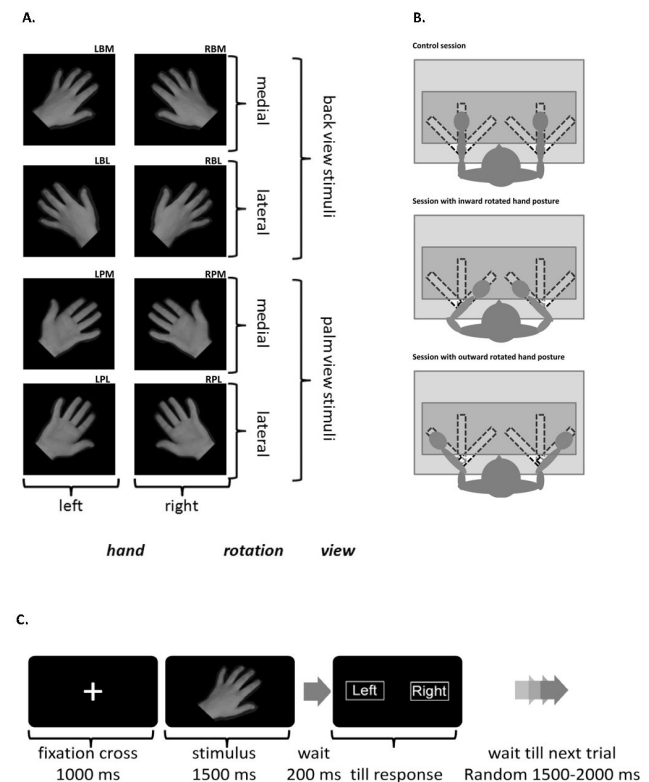 A.
LBM
RBM
medial
LBL
RBL
lateral
back view stimuli
LPM
RPM
medial
LPL
RPL
lateral
palm view stimuli
left
right
hand
rotation
view
B.
Control session
Session with inward rotated hand posture
Session with outward rotated hand posture
C.
Left
Right
fixation cross
1000 ms
stimulus
1500 ms
wait
200 ms
till response
wait till next trial
Random 1500-2000 ms